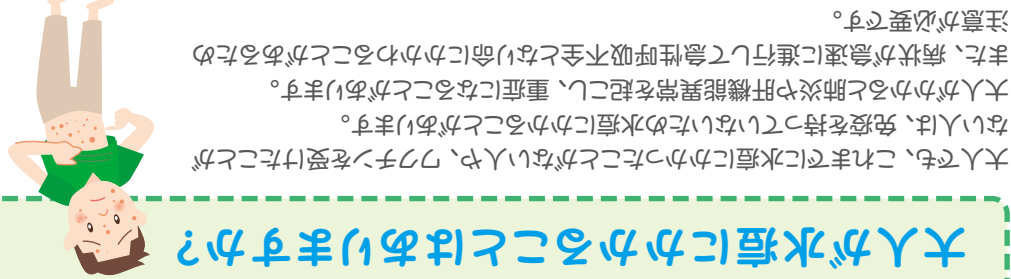 大人が水痘にかかることはありますか?
大人でも、これまでに水痘にかかったことがない人や、ワクチンを受けたことが
ない人は、免疫を持っていないため水痘にかかることがあります。
大人がかかると肺炎や肝機能異常を起こし、重症になることがあります。
また、病状が急速に進行して急性呼吸不全となり命にかかわることがあるため
注意が必要です。